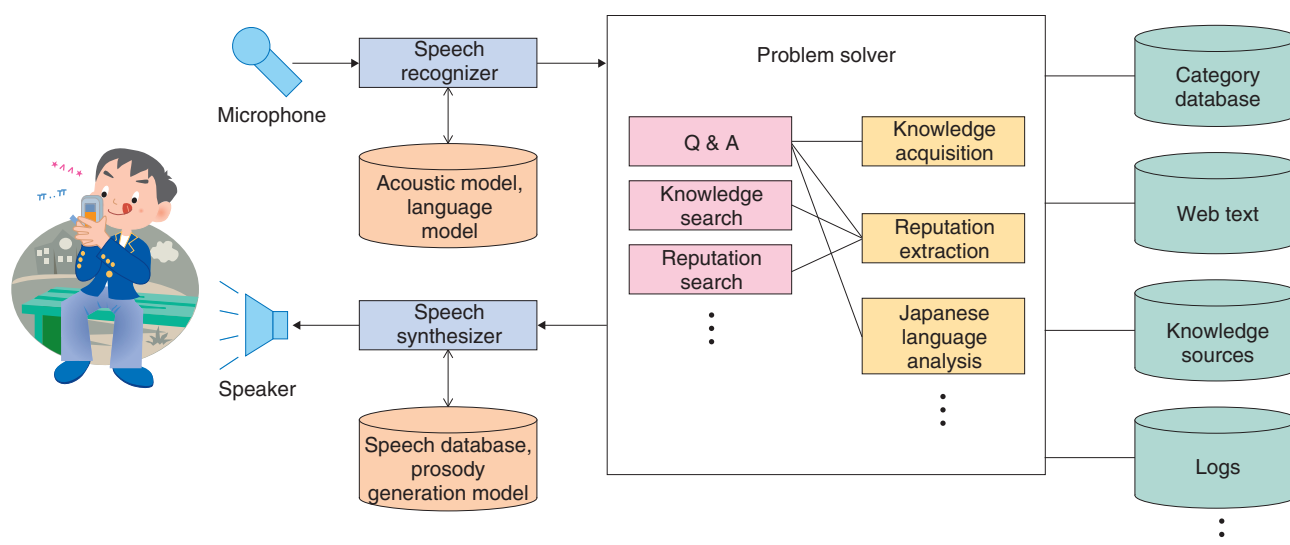 Microphone
Speech
recognizer
Acoustic model,
language
model
★^^★
π..π
Speaker
Speech
synthesizer
Speech database,
prosody
generation model
Problem solver
Q & A
Knowledge
search
Reputation
search
Knowledge
acquisition
Reputation
extraction
Japanese
language
analysis
Category
database
Web text
Knowledge
sources
Logs